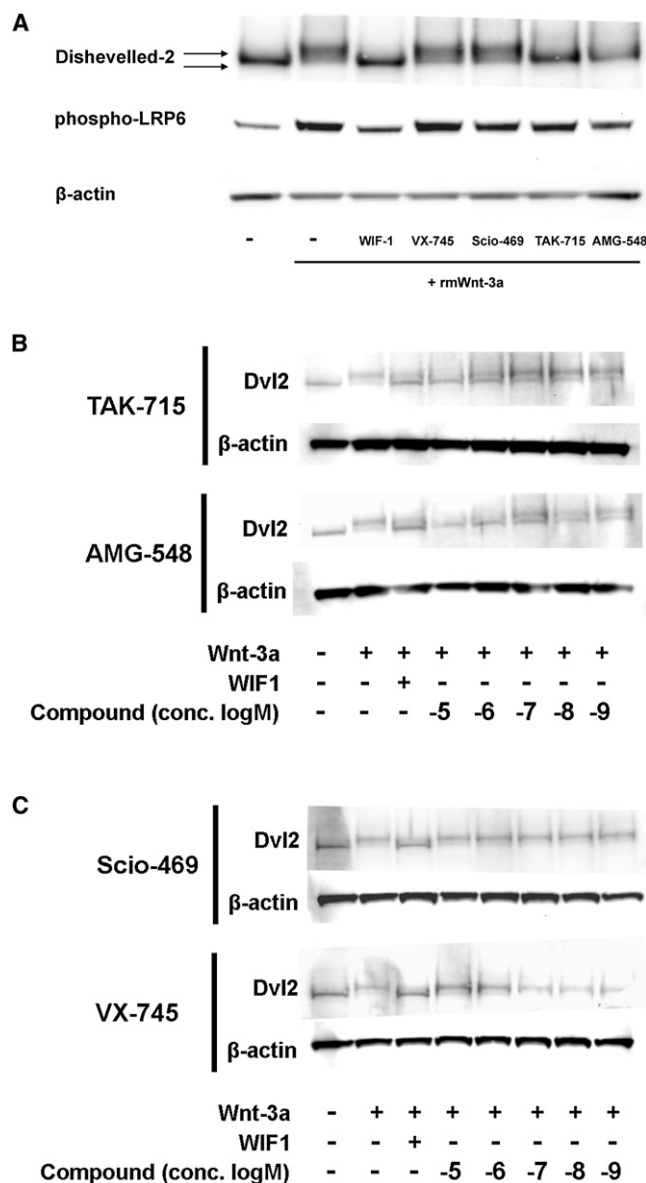 A
Dishevelled-2
phospho-LRP6
β-actin
- - WIF-1 VX-745 Scio-469 TAK-715 AMG-548
+ rmWnt-3a
B
TAK-715
Dvl2
β-actin
AMG-548
Dvl2
β-actin
Wnt-3a - + + + + + + +
WIF1 - - + - - - - -
Compound (conc. logM) - - - -5 -6 -7 -8 -9
C
Scio-469
Dvl2
β-actin
VX-745
Dvl2
β-actin
Wnt-3a - + + + + + + +
WIF1 - - + - - - - -
Compound (conc. logM) - - - -5 -6 -7 -8 -9